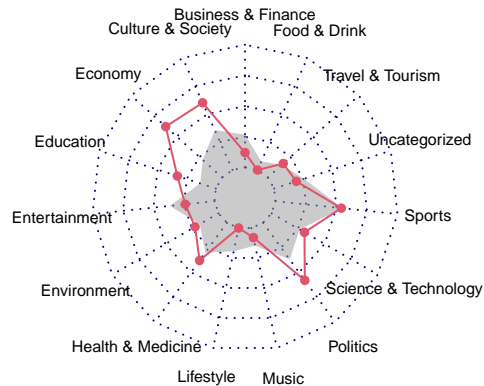 Business & Finance
Culture & Society
Food & Drink
Economy
Travel & Tourism
Education
Uncategorized
Entertainment
Sports
Environment
Science & Technology
Health & Medicine
Politics
Lifestyle
Music